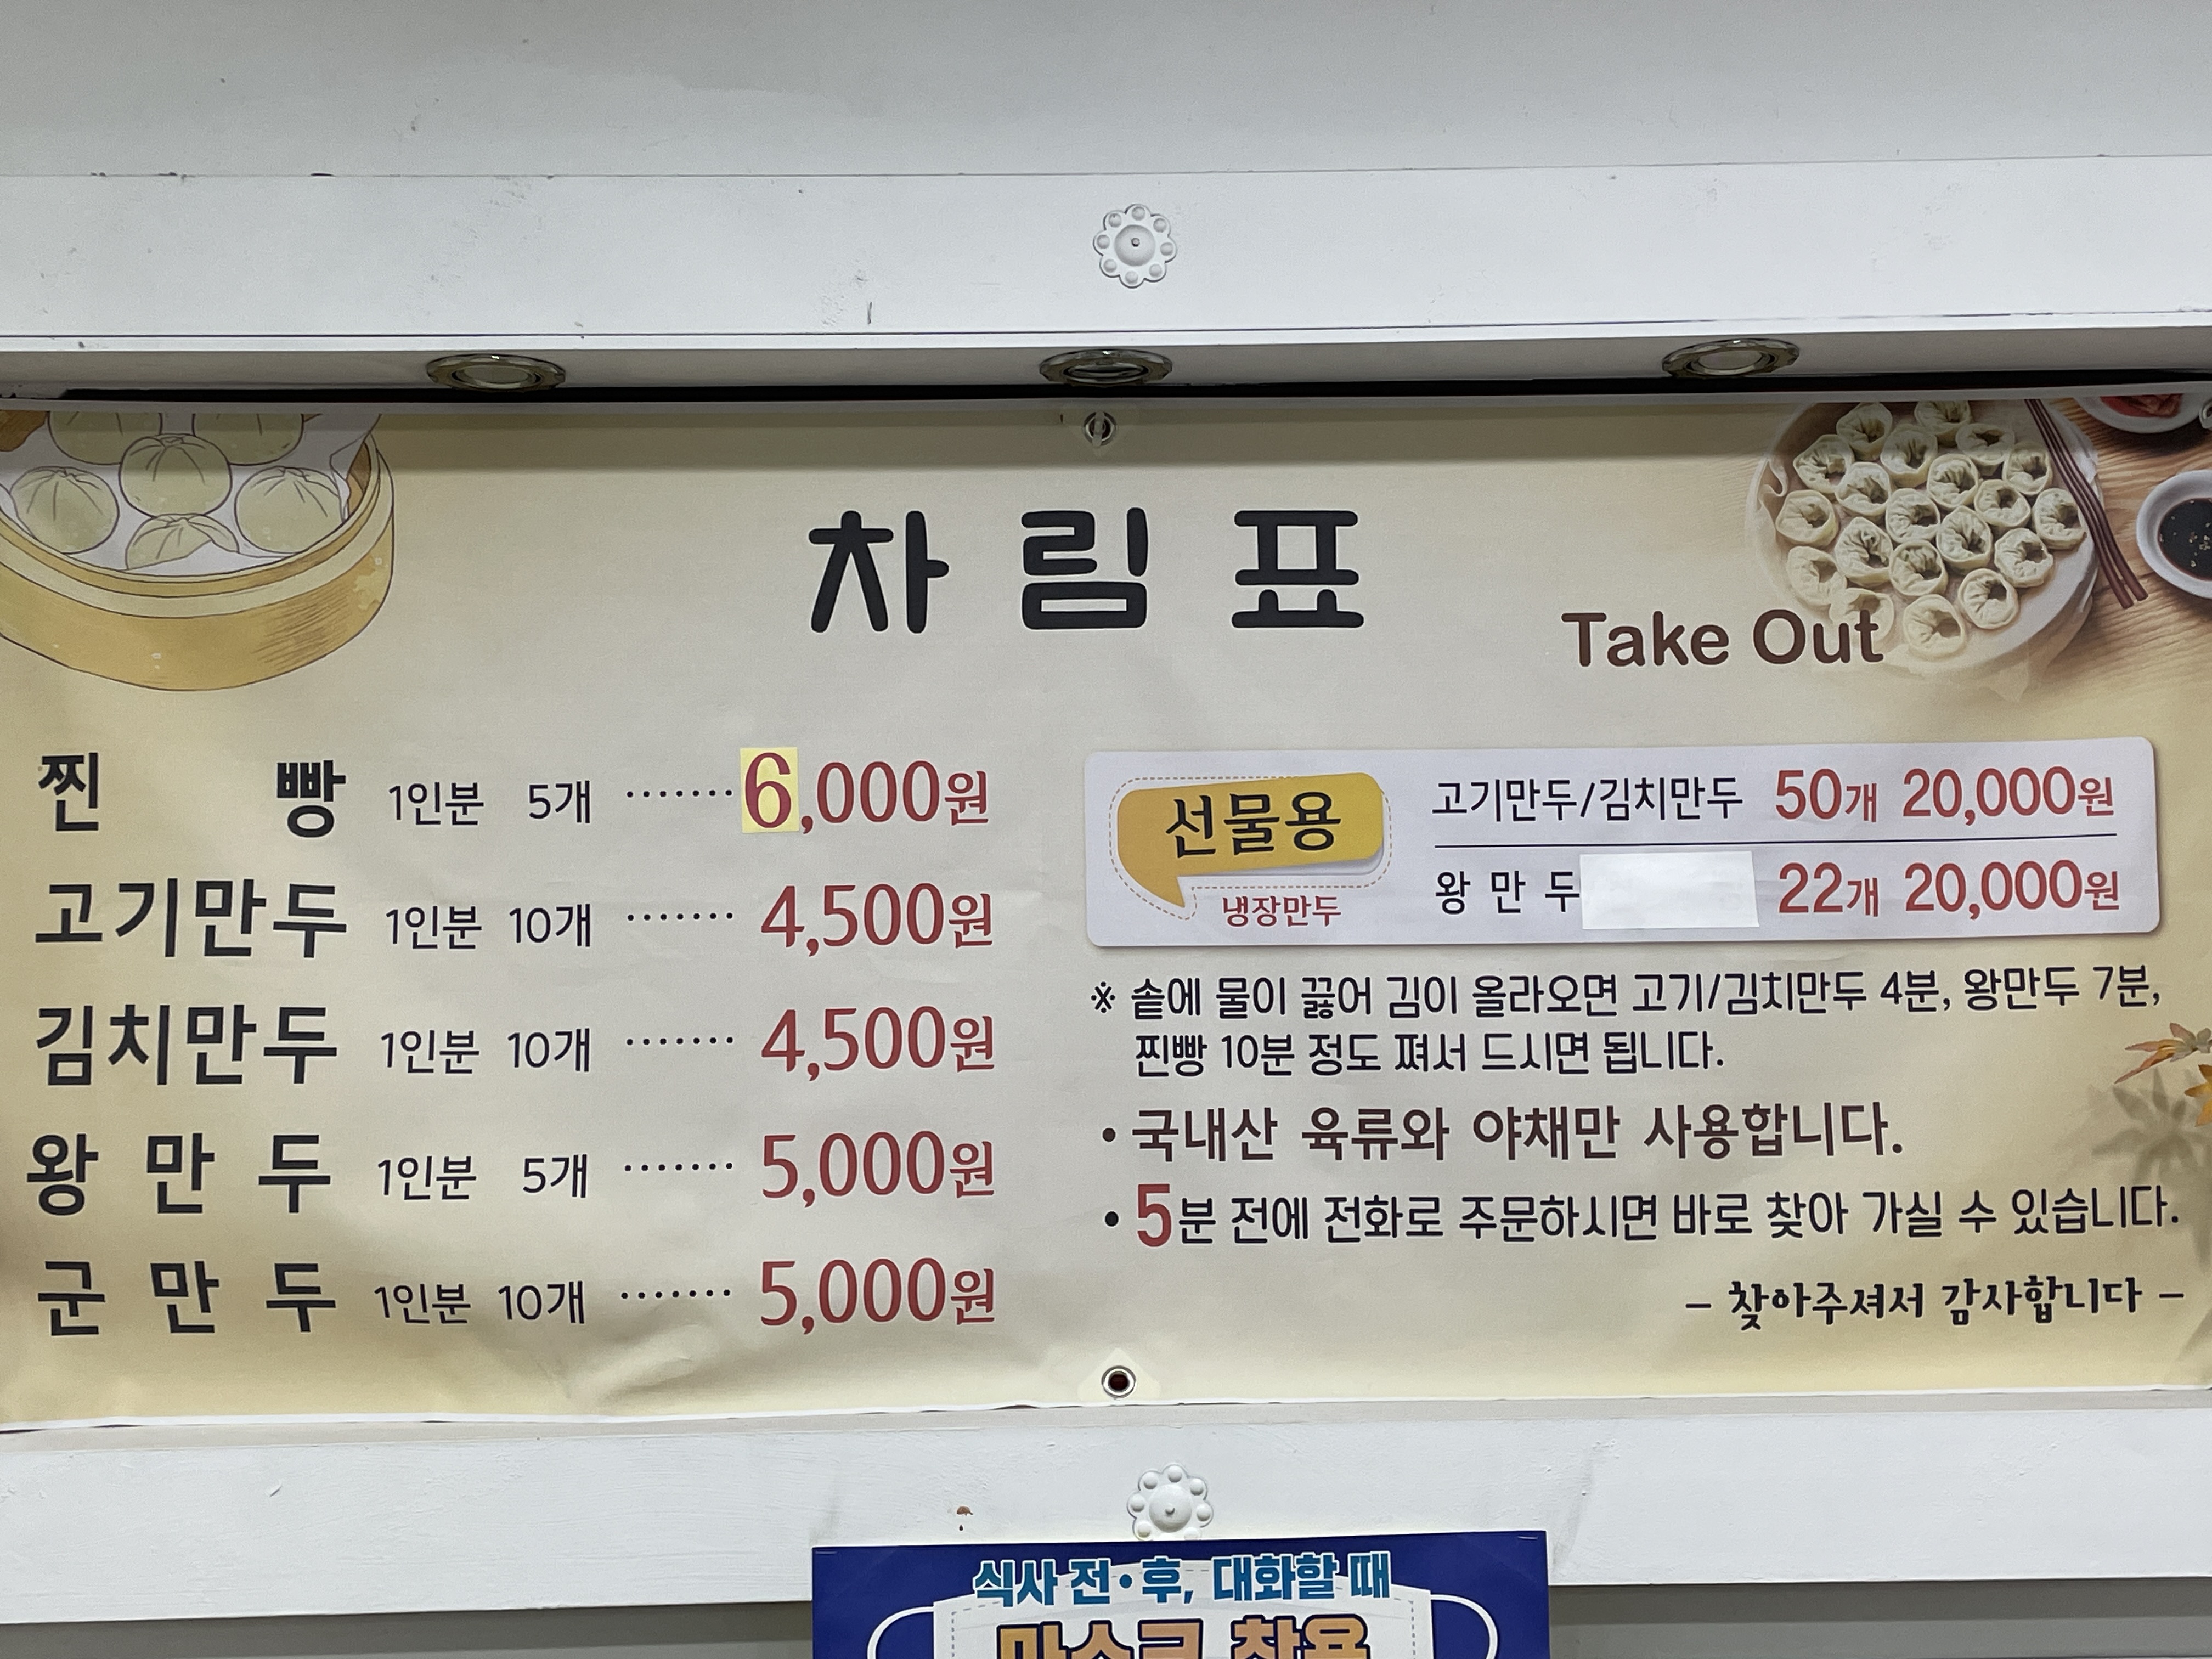 차림표
Take Out
찐빵 1인분 5개 ······· 6,000원
고기만두 1인분 10개 ······· 4,500원
김치만두 1인분 10개 ······· 4,500원
왕만두 1인분 5개 ······· 5,000원
군만두 1인분 10개 ······· 5,000원
선물용
냉장만두
고기만두/김치만두 50개 20,000원
왕만두 22개 20,000원
※ 솥에 물이 끓어 김이 올라오면 고기/김치만두 4분, 왕만두 7분,
찐빵 10분 정도 쪄서 드시면 됩니다.
• 국내산 육류와 야채만 사용합니다.
• 5분 전에 전화로 주문하시면 바로 찾아 가실 수 있습니다.
– 찾아주셔서 감사합니다 –
식사 전·후, 대화할 때
마스크 착용